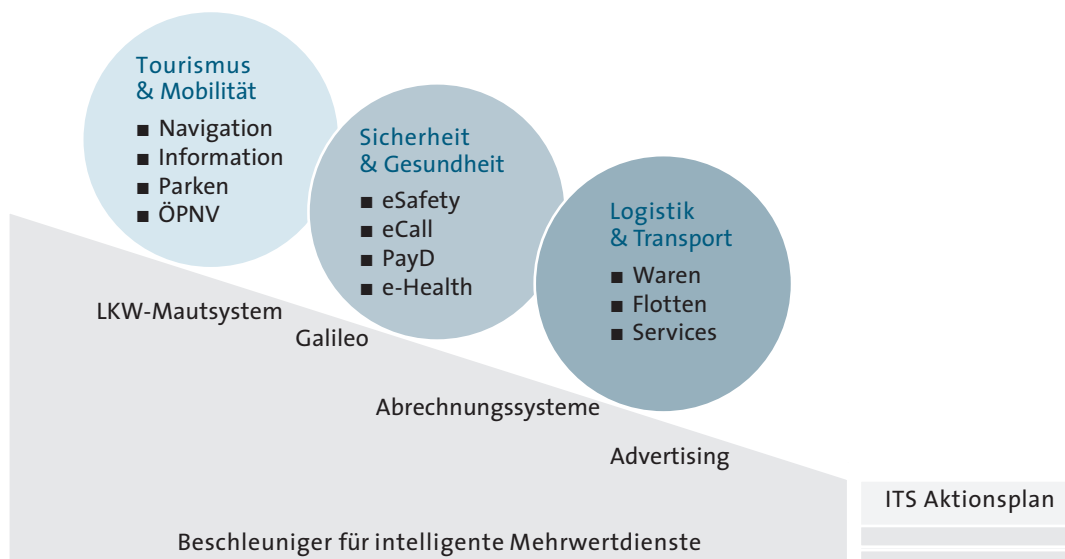 Tourismus
& Mobilität
■ Navigation
■ Information
■ Parken
■ ÖPNV
Sicherheit
& Gesundheit
■ eSafety
■ eCall
■ PayD
■ e-Health
Logistik
& Transport
■ Waren
■ Flotten
■ Services
LKW-Mautsystem
Galileo
Abrechnungssysteme
Advertising
ITS Aktionsplan
Beschleuniger für intelligente Mehrwertdienste